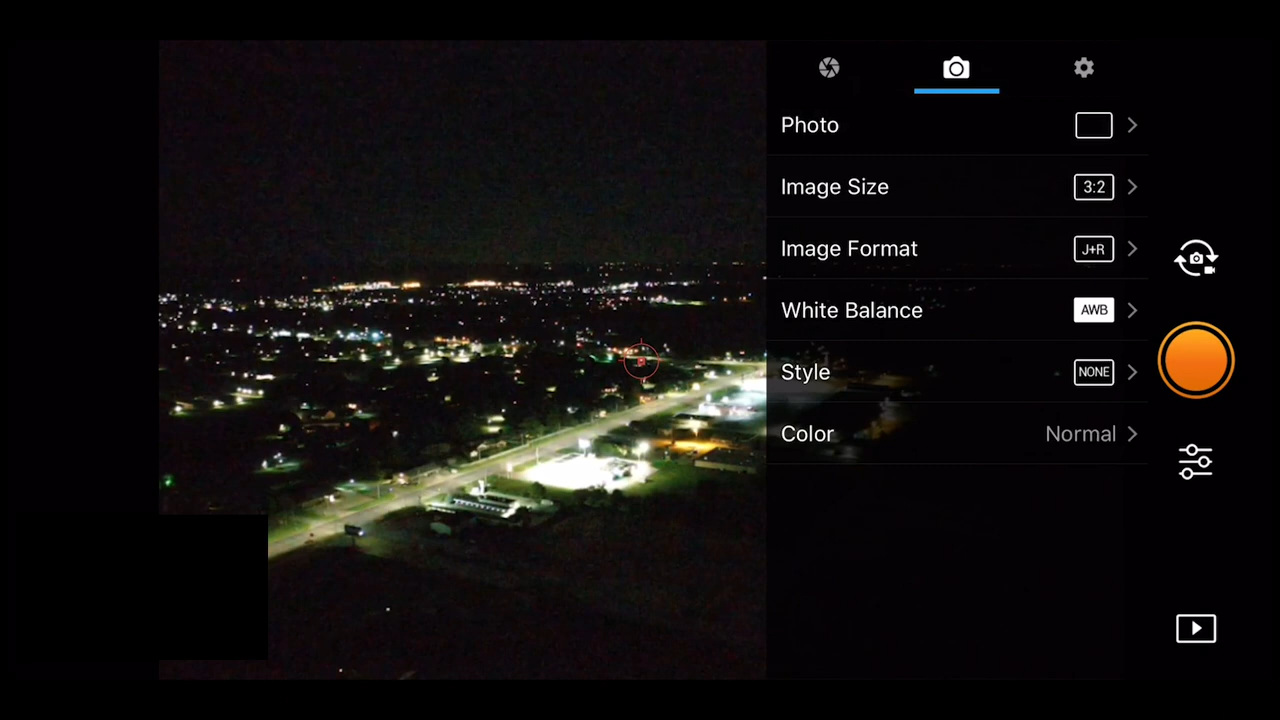 Photo
Image Size 3:2
Image Format J+R
White Balance AWB
Style NONE
Color Normal